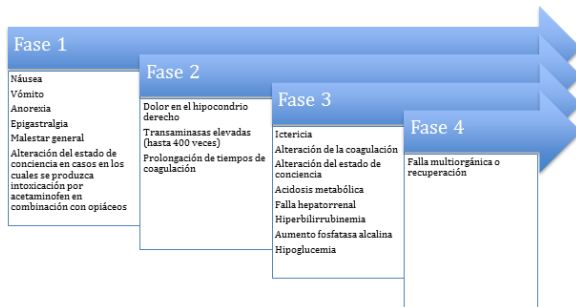 Fase 1
Náusea
Vómito
Anorexia
Epigastralgia
Malestar general
Alteración del estado de
conciencia en casos en los
cuales se produzca
intoxicación por
acetaminofen en
combinación con opiáceos
Fase 2
Dolor en el hipocondrio
derecho
Transaminasas elevadas
(hasta 400 veces)
Prolongación de tiempos de
coagulación
Fase 3
Ictericia
Alteración de la coagulación
Alteración del estado de
conciencia
Acidosis metabólica
Falla hepatorrenal
Hiperbilirrubinemia
Aumento fosfatasa alcalina
Hipoglucemia
Fase 4
Falla multiorgánica o
recuperación